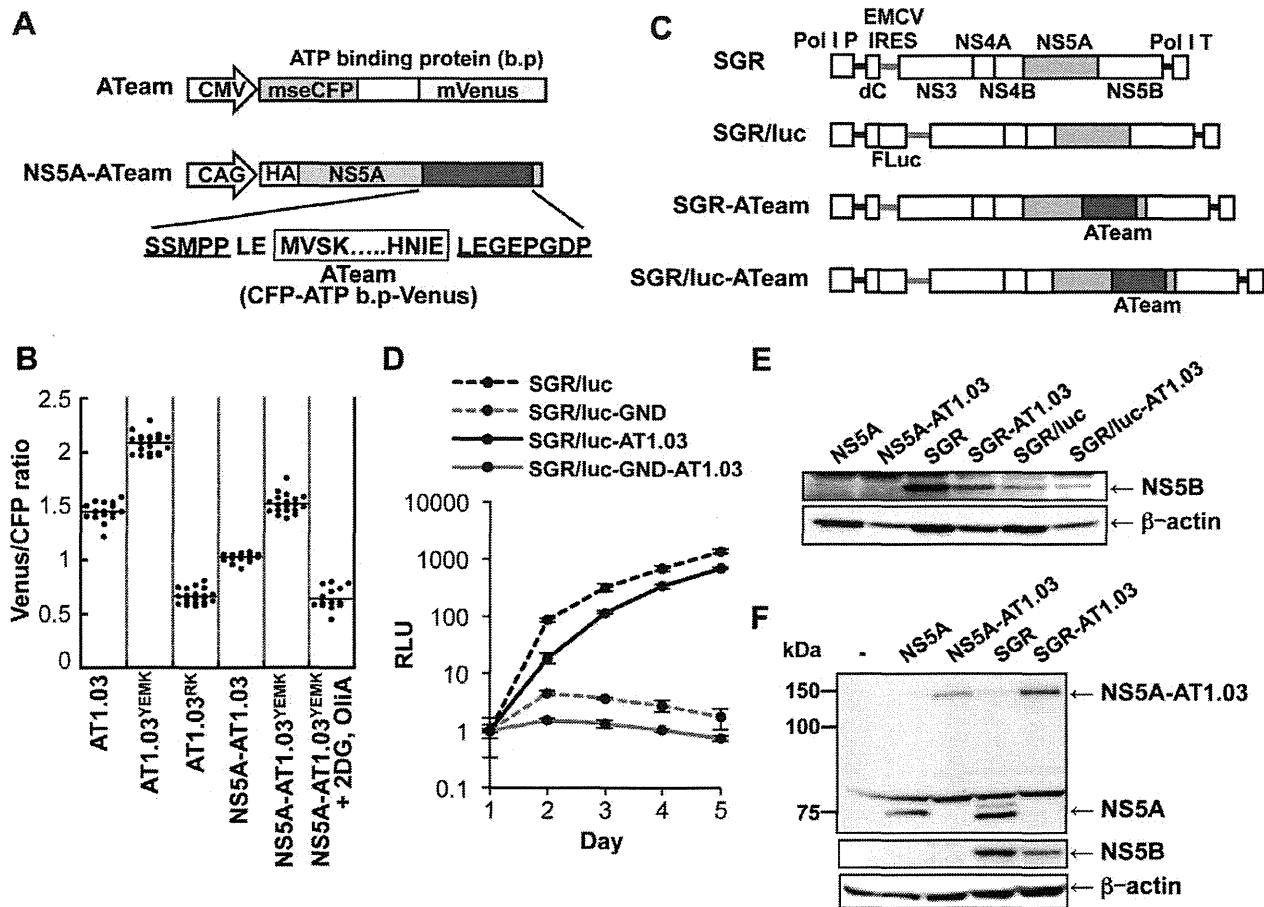 A
ATP binding protein (b.p)
ATeam
CMV
mseCFP
mVenus
NS5A-ATeam
CAG
HA
NS5A
SSMPP LE MVSK.....HNIE LEGEPGDP
ATeam
(CFP-ATP b.p-Venus)
C
EMCV
Pol I P IRES NS4A NS5A Pol I T
SGR
dC NS3 NS4B NS5B
SGR/luc
FLuc
SGR-ATeam
ATeam
SGR/luc-ATeam
ATeam
B
Venus/CFP ratio
2.5
2
1.5
1
0.5
0
AT1.03
AT1.03YEMK
AT1.03RK
NS5A-AT1.03
NS5A-AT1.03YEMK
NS5A-AT1.03YEMK
+ 2DG, OliA
D
SGR/luc
SGR/luc-GND
SGR/luc-AT1.03
SGR/luc-GND-AT1.03
RLU
10000
1000
100
10
1
0.1
1 2 3 4 5
Day
E
NS5A
NS5A-AT1.03
SGR
SGR-AT1.03
SGR/luc
SGR/luc-AT1.03
← NS5B
← β-actin
F
kDa
-
NS5A
NS5A-AT1.03
SGR
SGR-AT1.03
150
← NS5A-AT1.03
100
75
← NS5A
← NS5B
← β-actin